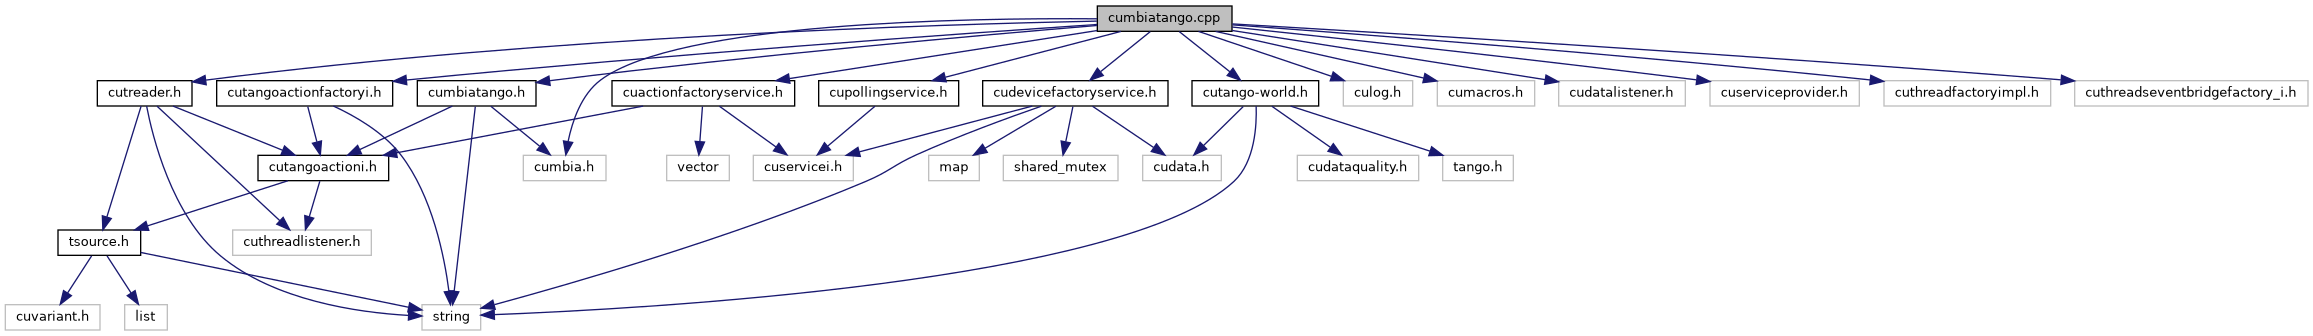 cumbiatango.cpp
cutreader.h
cutangoactionfactoryi.h
cumbiatango.h
cuactionfactoryservice.h
cupollingservice.h
cudevicefactoryservice.h
cutango-world.h
culog.h
cumacros.h
cudatalistener.h
cuserviceprovider.h
cuthreadfactoryimpl.h
cuthreadseventbridgefactory_i.h
cutangoactioni.h
cumbia.h
vector
cuservicei.h
map
shared_mutex
cudata.h
cudataquality.h
tango.h
tsource.h
cuthreadlistener.h
cuvariant.h
list
string